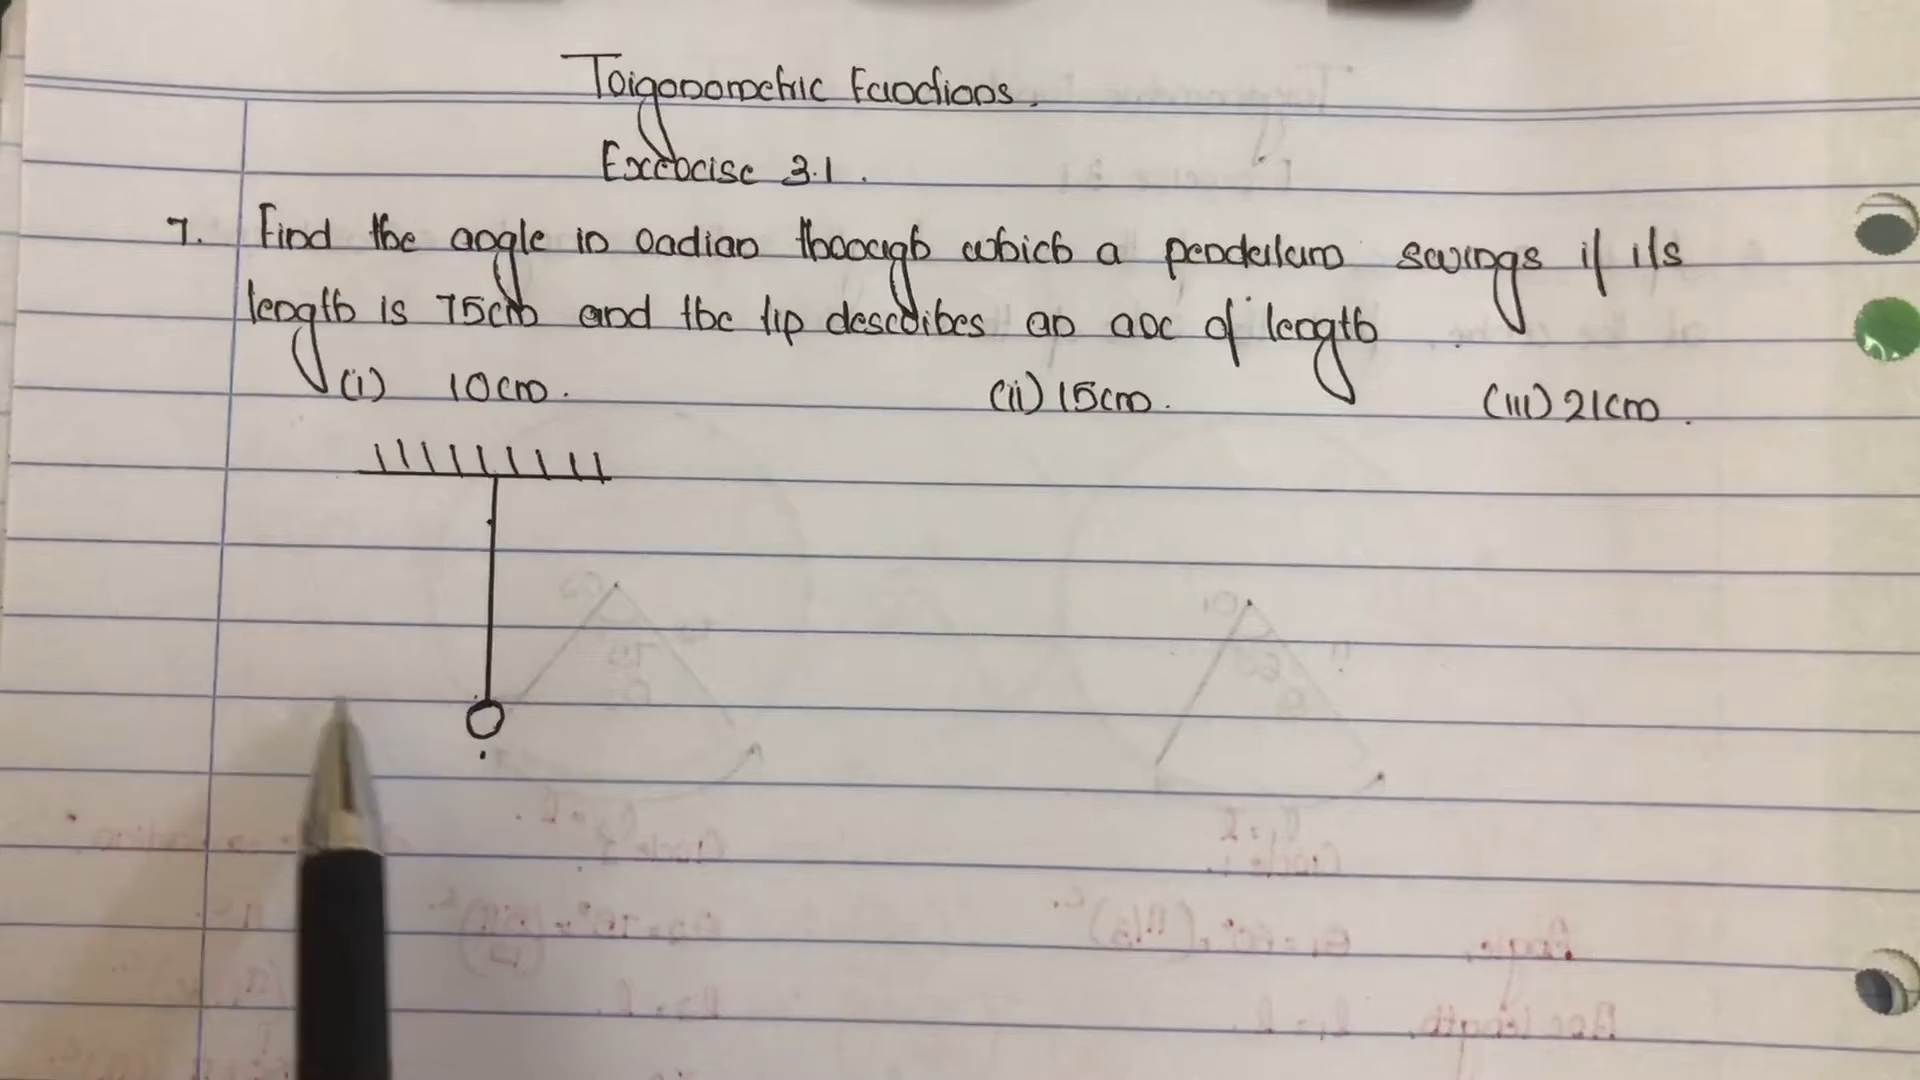 Trigonometric Functions.
Exercise 3.1.
7. Find the angle in radian through which a pendulum swings if its
length is 75cm and the tip describes an arc of length
(i) 10cm. (ii) 15cm. (iii) 21cm.